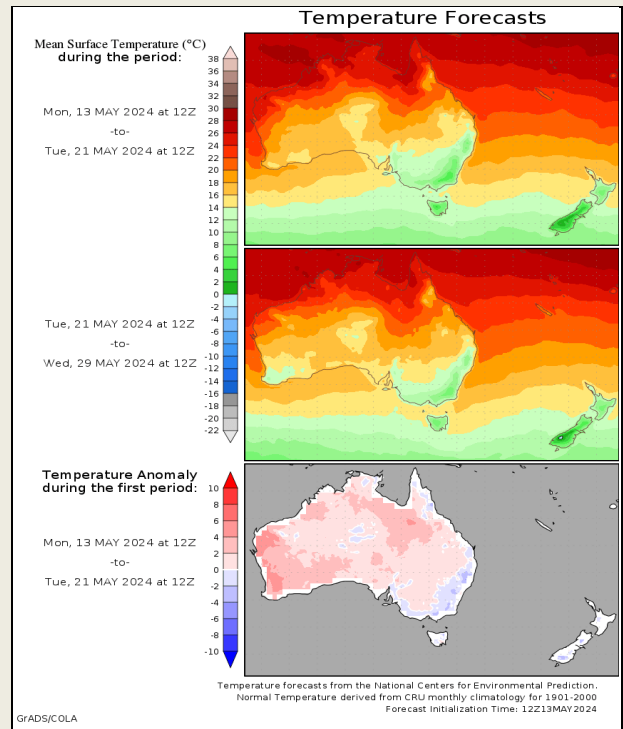 Temperature Forecasts
Mean Surface Temperature (°C)
during the period:
38
36
34
32
30
28
26
24
22
20
18
16
14
12
10
8
6
4
2
0
-2
-4
-6
-8
-10
-12
-14
-16
-18
-20
-22
Mon, 13 MAY 2024 at 12Z
-to-
Tue, 21 MAY 2024 at 12Z
Tue, 21 MAY 2024 at 12Z
-to-
Wed, 29 MAY 2024 at 12Z
Temperature Anomaly
during the first period:
10
8
6
4
2
0
-2
-4
-6
-8
-10
Mon, 13 MAY 2024 at 12Z
-to-
Tue, 21 MAY 2024 at 12Z
Temperature forecasts from the National Centers for Environmental Prediction.
Normal Temperature derived from CRU monthly climatology for 1901-2000
Forecast Initialization Time: 12Z13MAY2024
GrADS/COLA